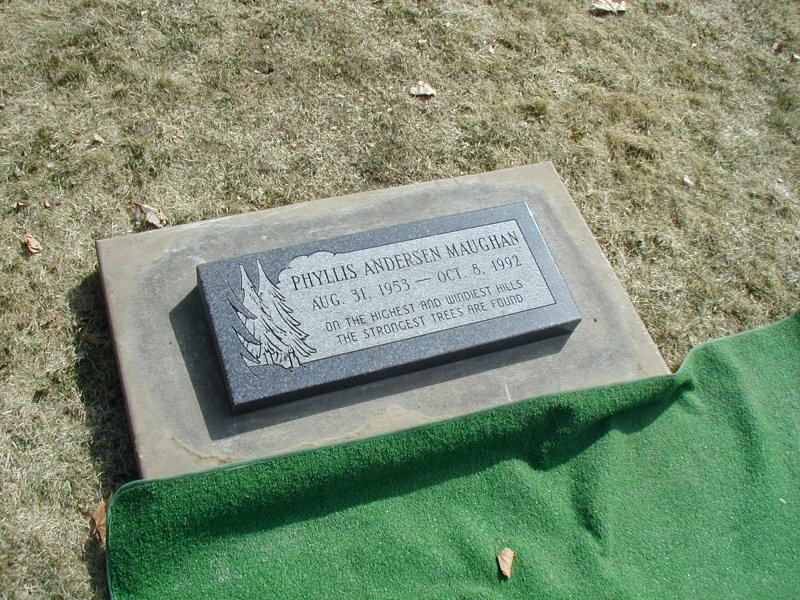 PHYLLIS ANDERSEN MAUGHAN
AUG. 31, 1953 — OCT. 8, 1992
ON THE HIGHEST AND WINDIEST HILLS
THE STRONGEST TREES ARE FOUND